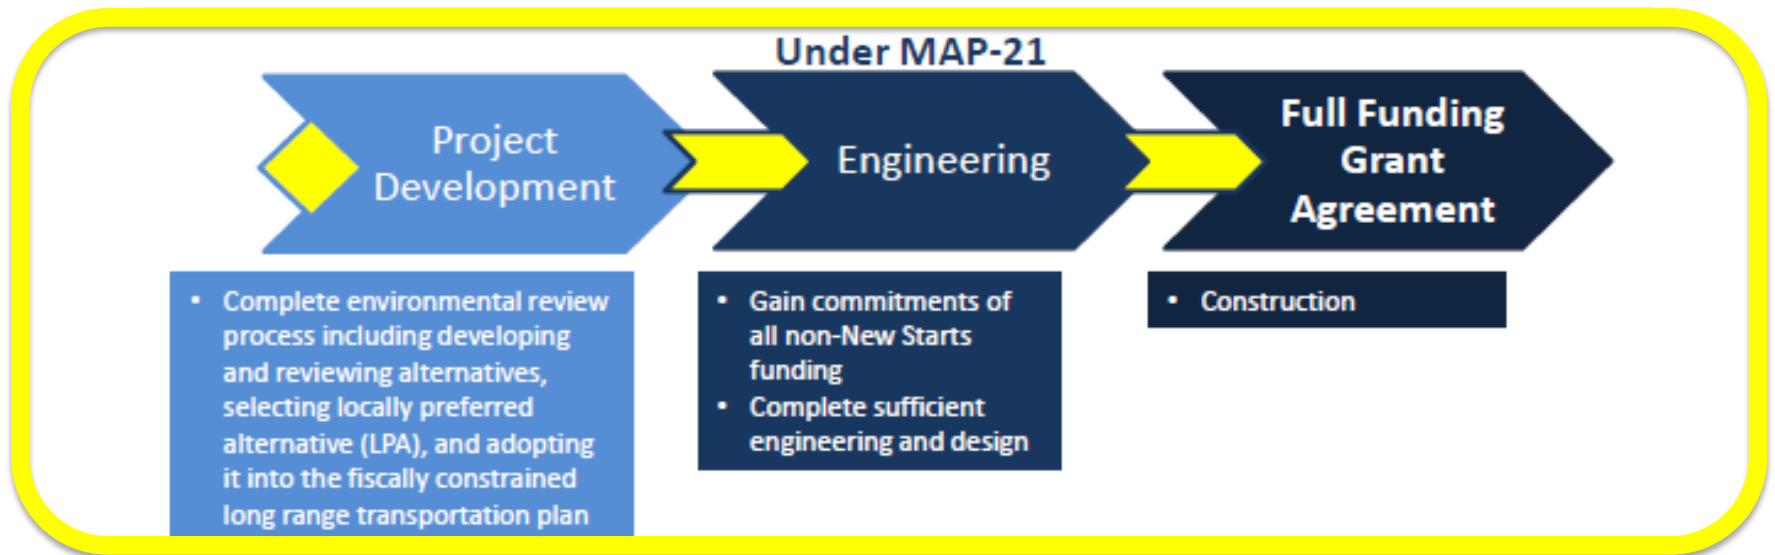 Under MAP-21
Project
Development
Engineering
Full Funding
Grant
Agreement
• Complete environmental review
process including developing
and reviewing alternatives,
selecting locally preferred
alternative (LPA), and adopting
it into the fiscally constrained
long range transportation plan
• Gain commitments of
all non-New Starts
funding
• Complete sufficient
engineering and design
• Construction